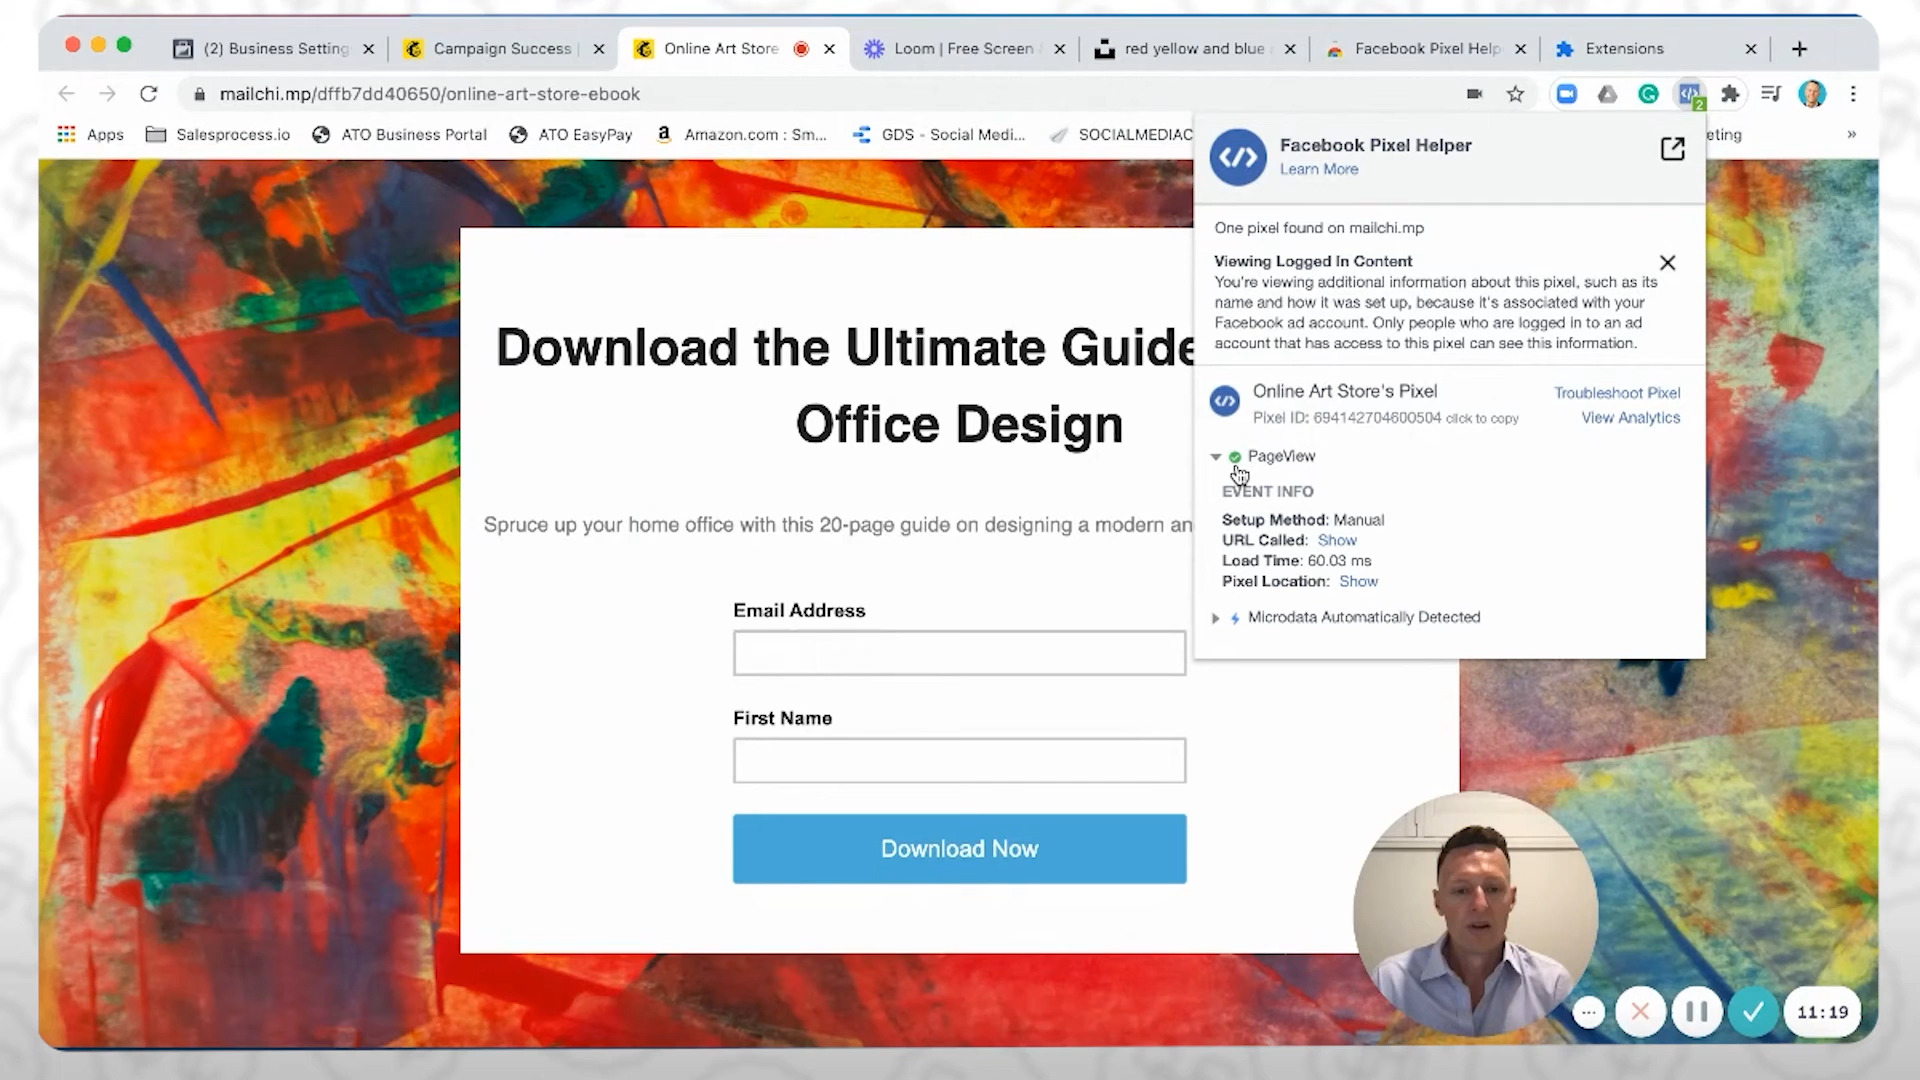 (2) Business Setting
Campaign Success |
Online Art Store
Loom | Free Screen
red yellow and blue
Facebook Pixel Help
Extensions
mailchi.mp/dffb7dd40650/online-art-store-ebook
2
Apps
Salesprocess.io
ATO Business Portal
ATO EasyPay
Amazon.com : Sm...
GDS - Social Medi...
SOCIALMEDIAC
eting
»
Facebook Pixel Helper
Learn More
One pixel found on mailchi.mp
Viewing Logged In Content
You're viewing additional information about this pixel, such as its
name and how it was set up, because it's associated with your
Facebook ad account. Only people who are logged in to an ad
account that has access to this pixel can see this information.
Online Art Store's Pixel
Troubleshoot Pixel
Pixel ID: 694142704600504 click to copy
View Analytics
PageView
EVENT INFO
Setup Method: Manual
URL Called: Show
Load Time: 60.03 ms
Pixel Location: Show
Microdata Automatically Detected
Download the Ultimate Guide
Office Design
Spruce up your home office with this 20-page guide on designing a modern an
Email Address
First Name
Download Now
11:19